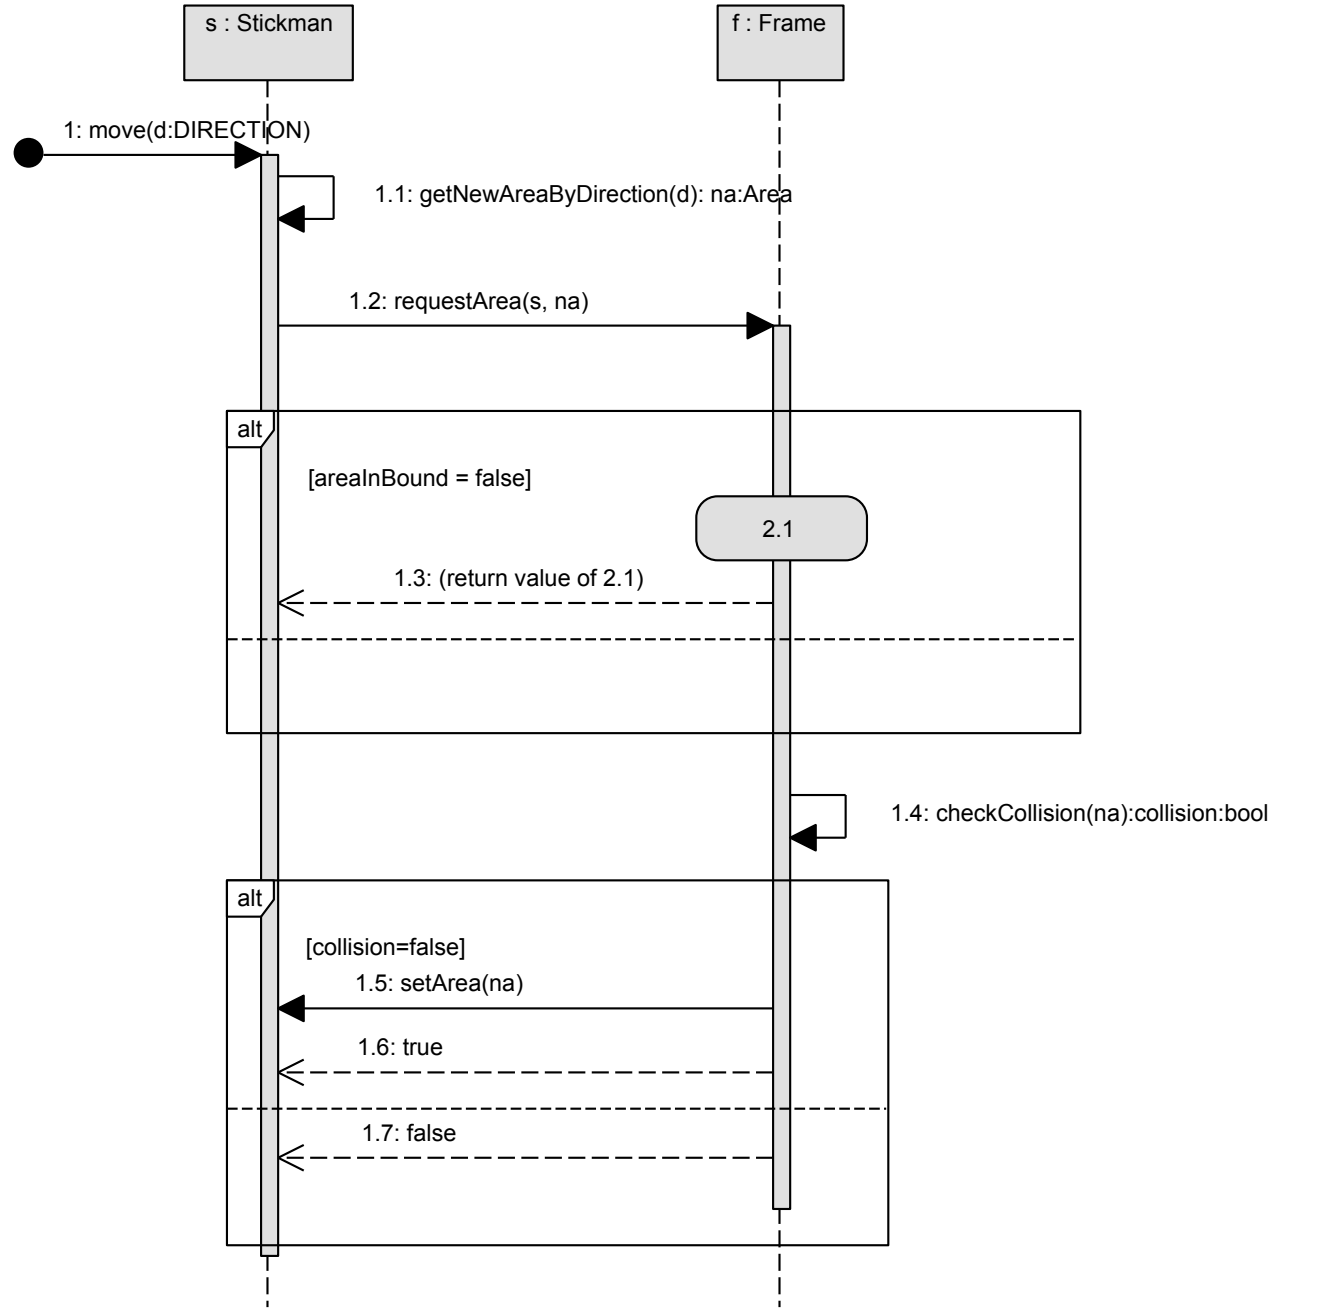 s : Stickman
f : Frame
1: move(d:DIRECTION)
1.1: getNewAreaByDirection(d): na:Area
1.2: requestArea(s, na)
alt
[areaInBound = false]
2.1
1.3: (return value of 2.1)
1.4: checkCollision(na):collision:bool
alt
[collision=false]
1.5: setArea(na)
1.6: true
1.7: false